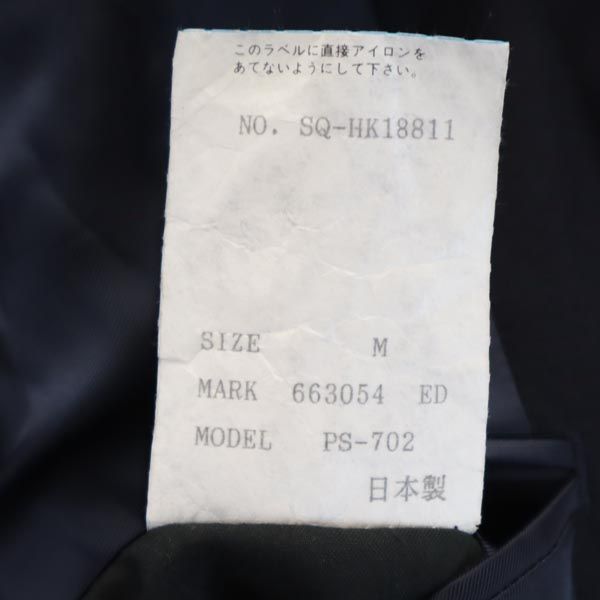 このラベルに直接アイロンを
あてないようにして下さい。
NO. SQ-HK18811
SIZE M
MARK 663054 ED
MODEL PS-702
日本製